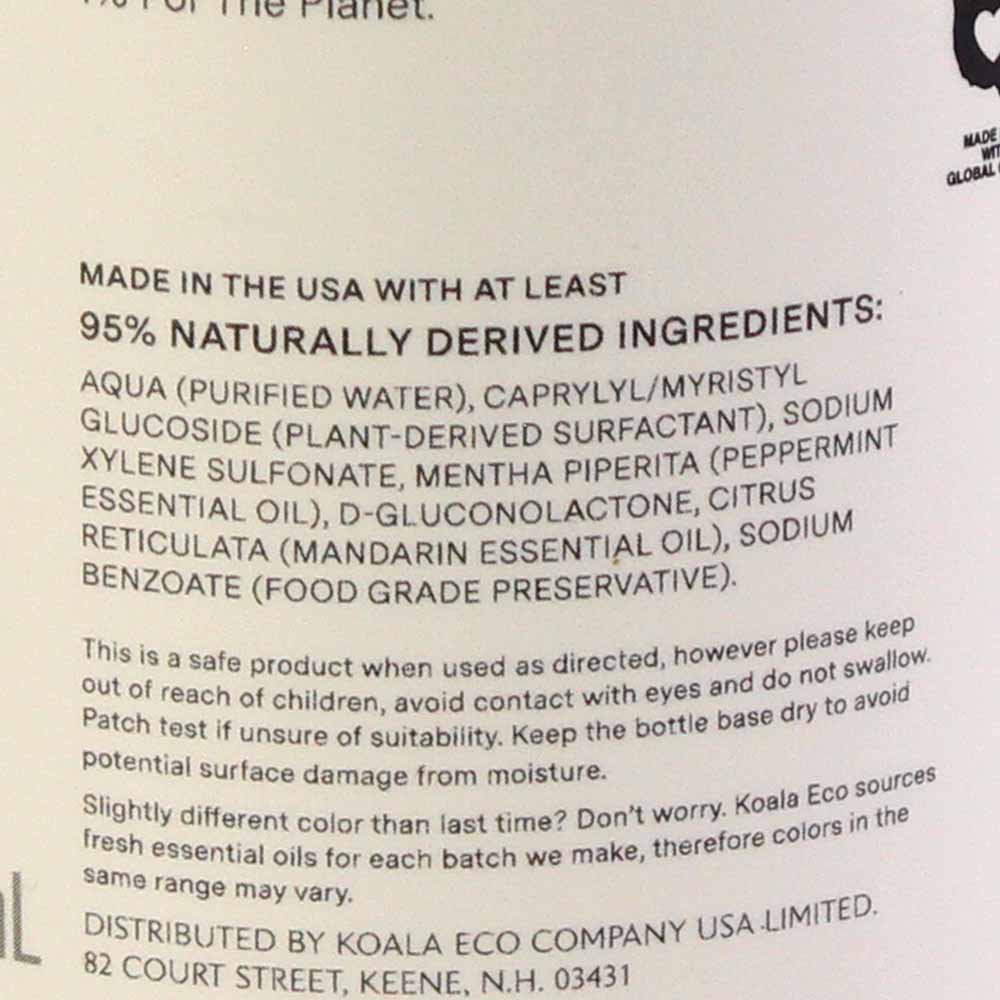 For The Planet.
MADE
GLOBAL
MADE IN THE USA WITH AT LEAST
95% NATURALLY DERIVED INGREDIENTS:
AQUA (PURIFIED WATER), CAPRYLYL/MYRISTYL
GLUCOSIDE (PLANT-DERIVED SURFACTANT), SODIUM
XYLENE SULFONATE, MENTHA PIPERITA (PEPPERMINT
ESSENTIAL OIL), D-GLUCONOLACTONE, CITRUS
RETICULATA (MANDARIN ESSENTIAL OIL), SODIUM
BENZOATE (FOOD GRADE PRESERVATIVE).
This is a safe product when used as directed, however please keep
out of reach of children, avoid contact with eyes and do not swallow.
Patch test if unsure of suitability. Keep the bottle base dry to avoid
potential surface damage from moisture.
Slightly different color than last time? Don't worry. Koala Eco sources
fresh essential oils for each batch we make, therefore colors in the
same range may vary.
DISTRIBUTED BY KOALA ECO COMPANY USA LIMITED.
82 COURT STREET, KEENE, N.H. 03431